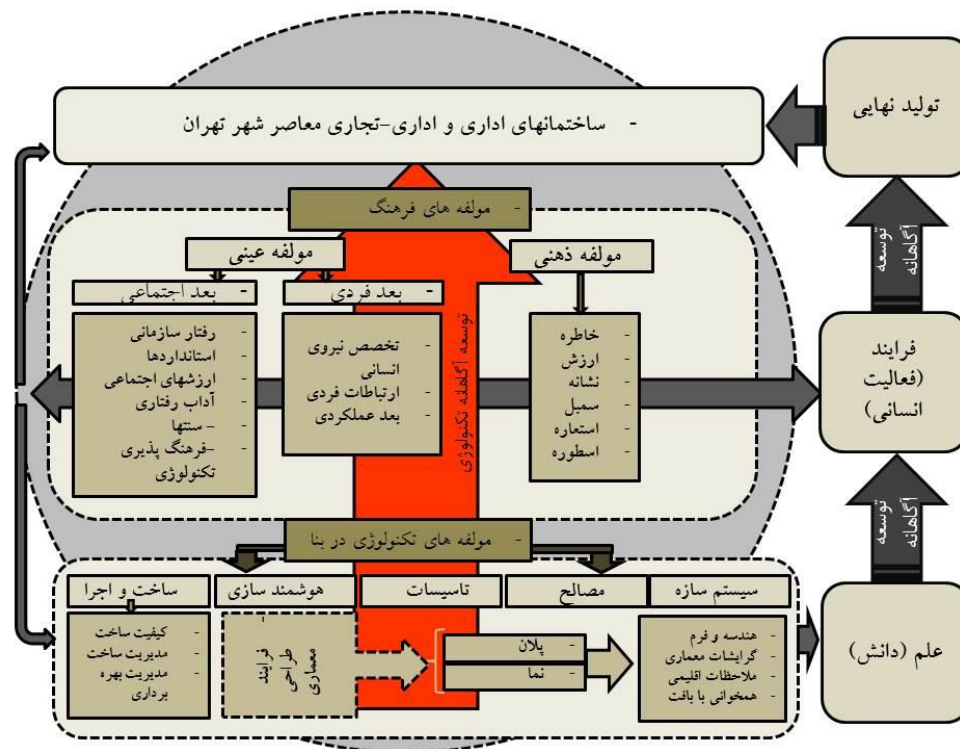 تولید نهایی
- ساختمانهای اداری و اداری-تجاری معاصر شهر تهران
توسعه
آگاهانه
- مولفه های فرهنگ
مولفه ذهنی
مولفه عینی
- بعد فردی
- بعد اجتماعی
- خاطره
- ارزش
- نشانه
- سمبل
- استعاره
- اسطوره
- تخصص نیروی
انسانی
- ارتباطات فردی
- بعد عملکردی
- رفتار سازمانی
- استانداردها
- ارزشهای اجتماعی
- آداب رفتاری
- -سنتها
- -فرهنگ پذیری
تکنولوژی
توسعه آگاهانه تکنولوژی
فرایند
(فعالیت
انسانی)
توسعه
آگاهانه
- مولفه های تکنولوژی در بنا
سیستم سازه
مصالح
تاسیسات
هوشمند سازی
ساخت و اجرا
- هندسه و فرم
- گرایشات معماری
- ملاحظات اقلیمی
- همخوانی با بافت
- پلان
- نما
- فرایند
طراحی
معماری
- کیفیت ساخت
- مدیریت ساخت
- مدیریت بهره
برداری
علم (دانش)